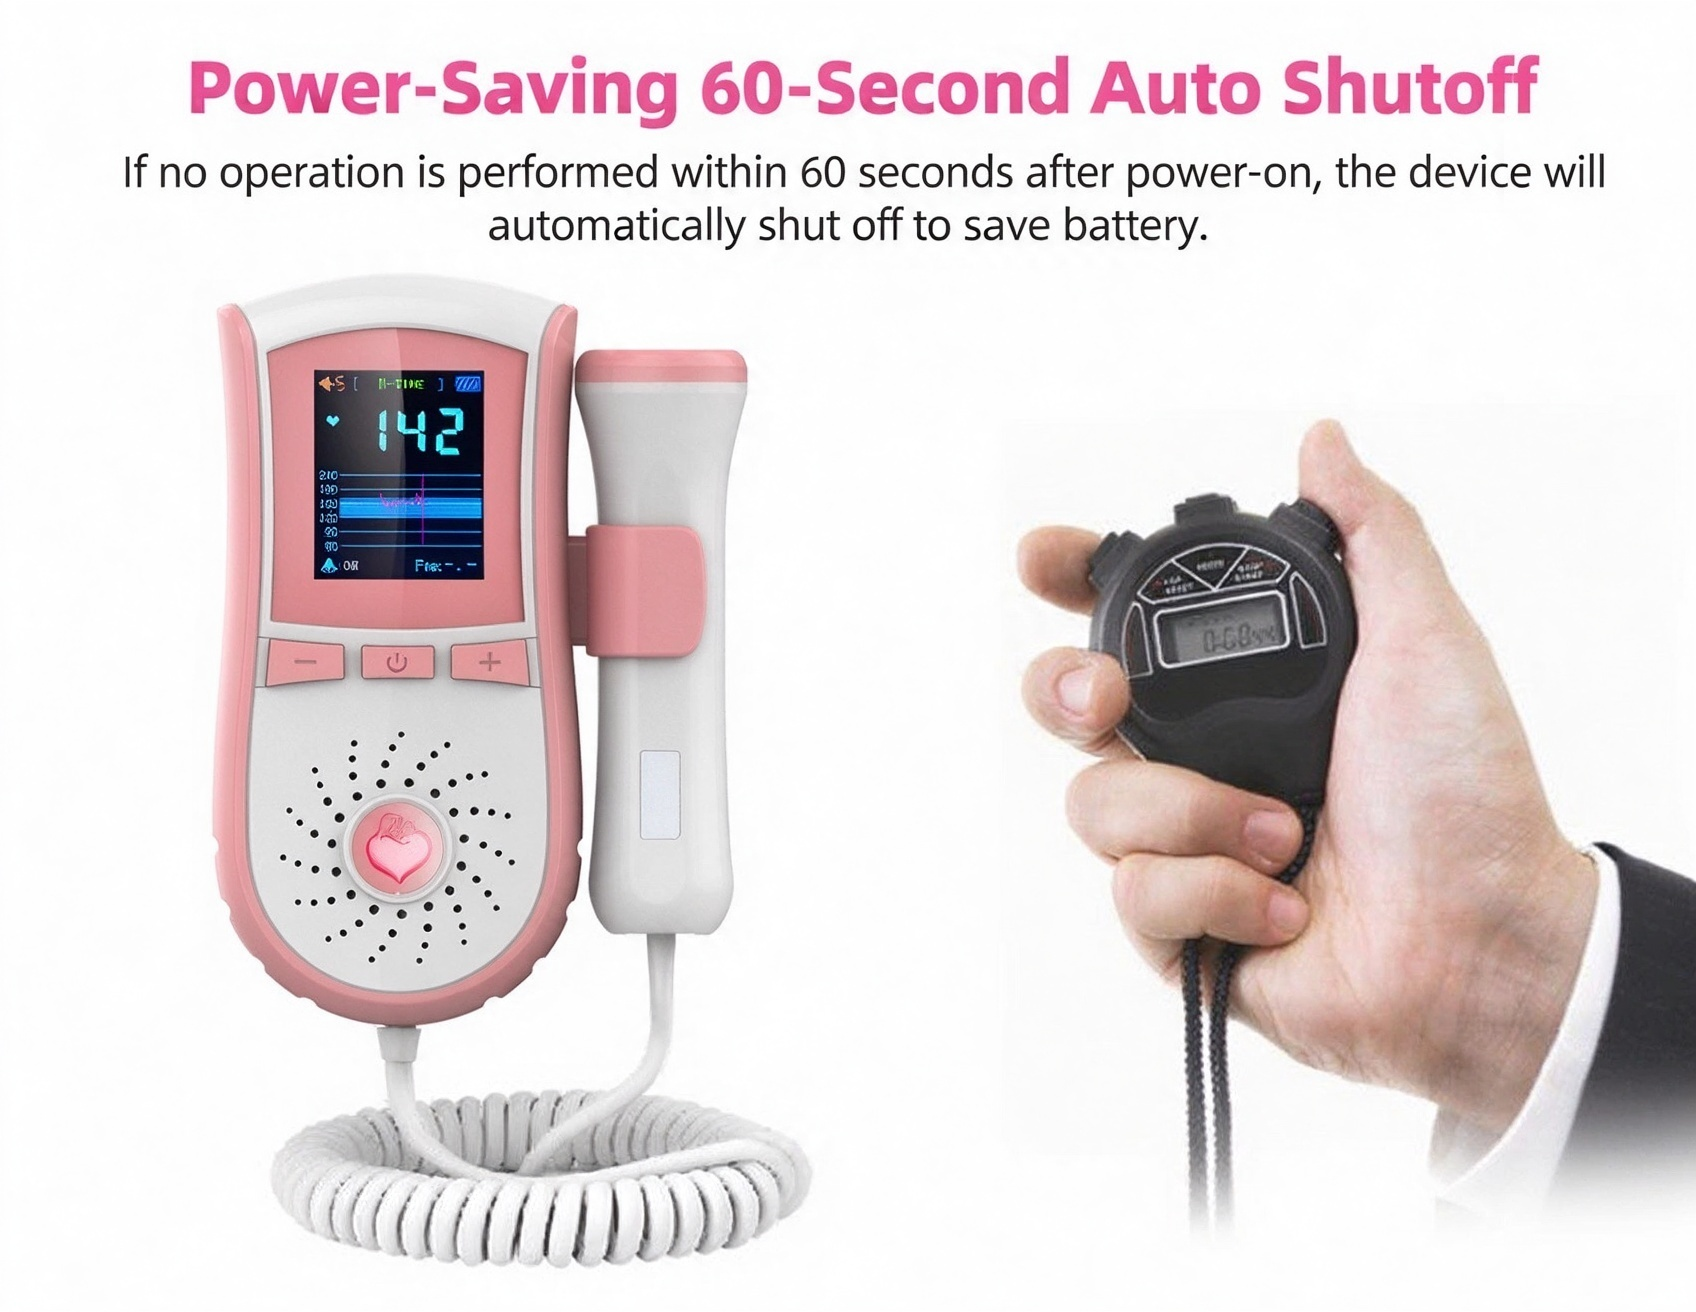 Power-Saving 60-Second Auto Shutoff
If no operation is performed within 60 seconds after power-on, the device will
automatically shut off to save battery.
142
210